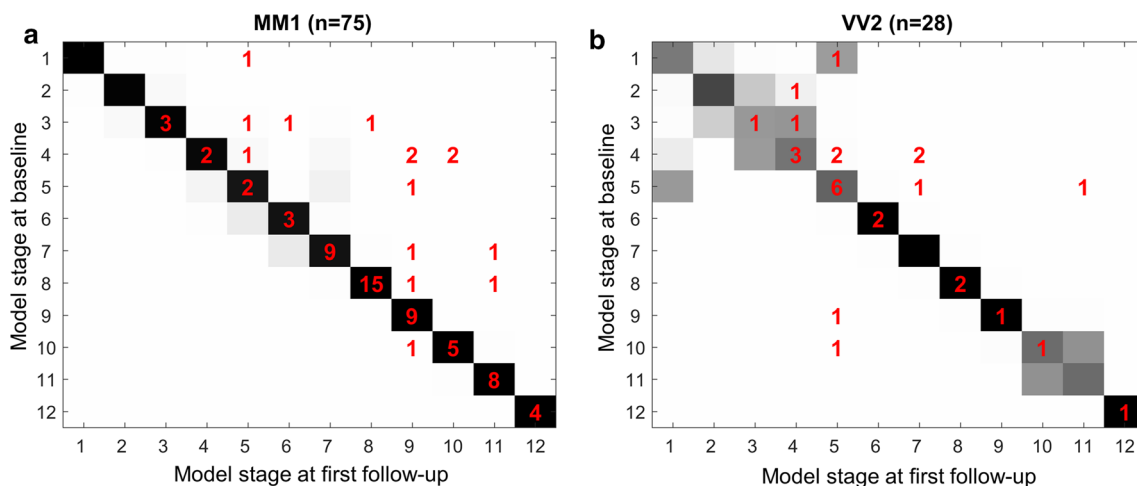 a
MM1 (n=75)
Model stage at baseline
1 1
2
3 3 1 1 1
4 2 1 2 2
5 2 1
6 3
7 9 1 1
8 15 1 1
9 9
10 1 5
11 8
12 4
1 2 3 4 5 6 7 8 9 10 11 12
Model stage at first follow-up
b
VV2 (n=28)
Model stage at baseline
1 1
2 1
3 1 1
4 3 2 2
5 6 1 1
6 2
7
8 2
9 1 1
10 1 1
11
12 1
1 2 3 4 5 6 7 8 9 10 11 12
Model stage at first follow-up